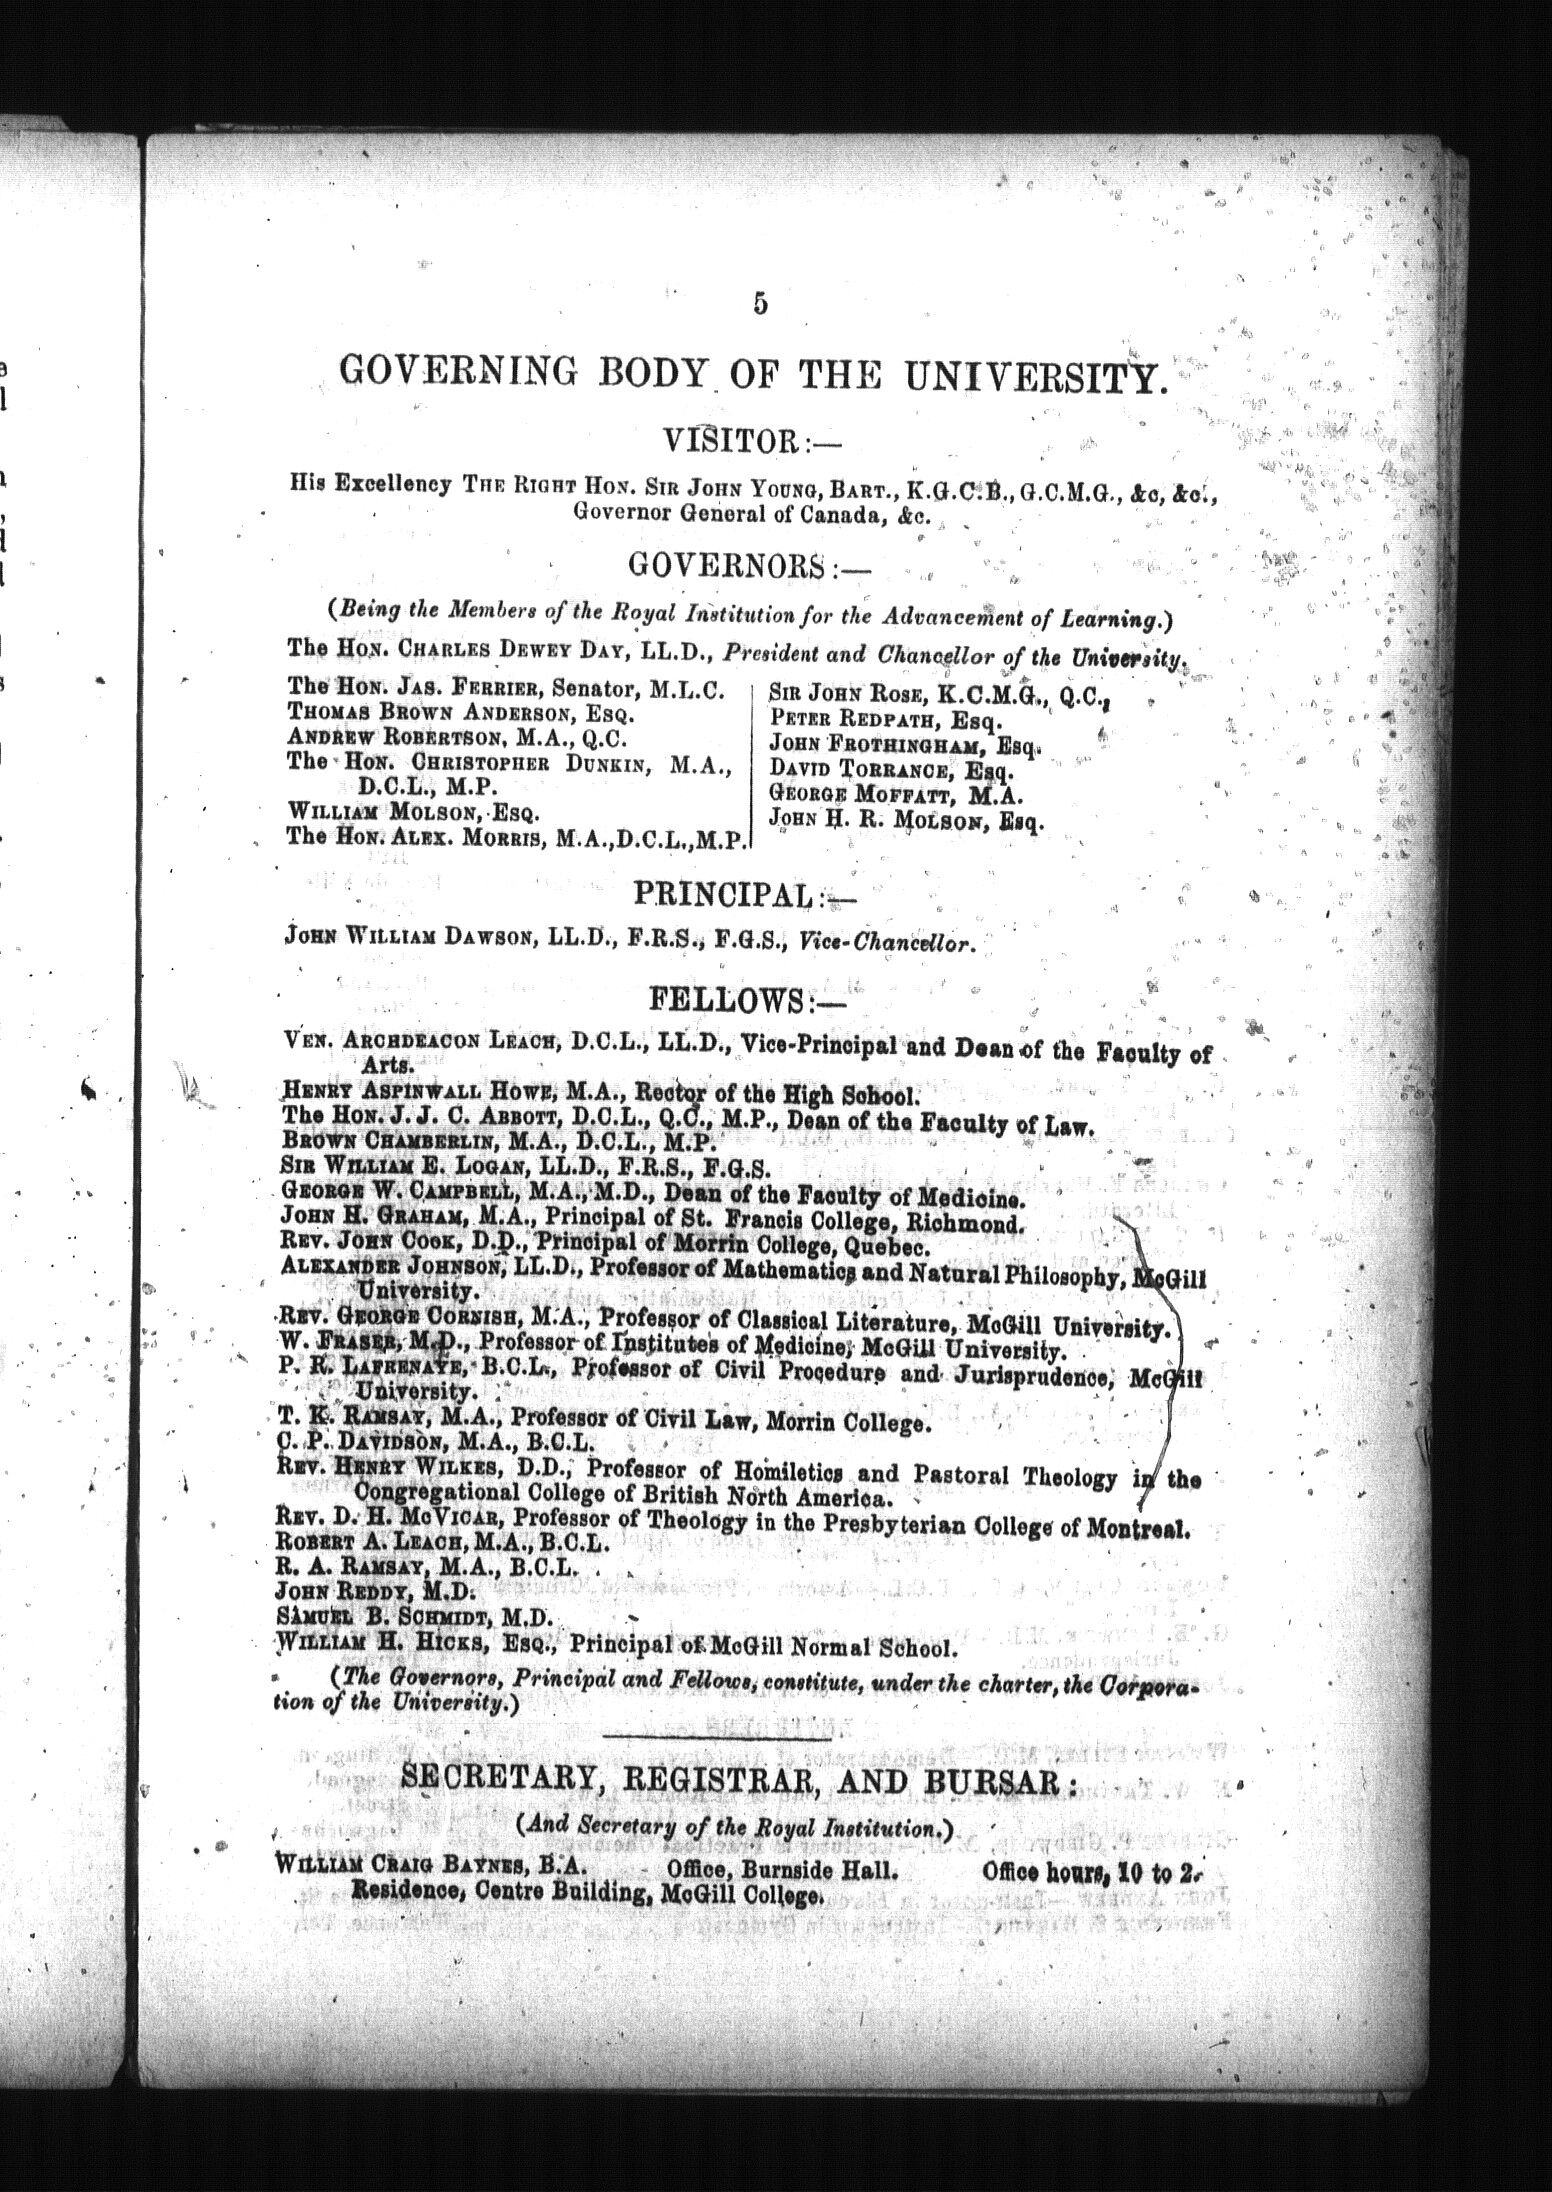 5
GOVERNING BODY OF THE UNIVERSITY.
VISITOR:—
His Excellency THE RIGHT HON. SIR JOHN YOUNG, BART., K.G.C.B., G.C.M.G., &c, &c.,
Governor General of Canada, &c.
GOVERNORS:—
(Being the Members of the Royal Institution for the Advancement of Learning.)
The HON. CHARLES DEWEY DAY, LL.D., President and Chancellor of the University.
The HON. JAS. FERRIER, Senator, M.L.C.
THOMAS BROWN ANDERSON, ESQ.
ANDREW ROBERTSON, M.A., Q.C.
The HON. CHRISTOPHER DUNKIN, M.A.,
D.C.L., M.P.
WILLIAM MOLSON, ESQ.
The HON. ALEX. MORRIS, M.A.,D.C.L.,M.P.
SIR JOHN ROSE, K.C.M.G., Q.C.,
PETER REDPATH, Esq.
JOHN FROTHINGHAM, Esq.
DAVID TORRANCE, Esq.
GEORGE MOFFATT, M.A.
JOHN H. R. MOLSON, Esq.
PRINCIPAL:—
JOHN WILLIAM DAWSON, LL.D., F.R.S., F.G.S., Vice-Chancellor.
FELLOWS:—
VEN. ARCHDEACON LEACH, D.C.L., LL.D., Vice-Principal and Dean of the Faculty of
Arts.
HENRY ASPINWALL HOWE, M.A., Rector of the High School.
The HON. J. J. C. ABBOTT, D.C.L., Q.C., M.P., Dean of the Faculty of Law.
BROWN CHAMBERLIN, M.A., D.C.L., M.P.
SIR WILLIAM E. LOGAN, LL.D., F.R.S., F.G.S.
GEORGE W. CAMPBELL, M.A., M.D., Dean of the Faculty of Medicine.
JOHN H. GRAHAM, M.A., Principal of St. Francis College, Richmond.
REV. JOHN COOK, D.D., Principal of Morrin College, Quebec.
ALEXANDER JOHNSON, LL.D., Professor of Mathematics and Natural Philosophy, McGill
University.
REV. GEORGE CORNISH, M.A., Professor of Classical Literature, McGill University.
W. FRASER, M.D., Professor of Institutes of Medicine, McGill University.
P. R. LAFRENAYE, B.C.L., Professor of Civil Procedure and Jurisprudence, McGill
University.
T. K. RAMSAY, M.A., Professor of Civil Law, Morrin College.
C. P. DAVIDSON, M.A., B.C.L.
REV. HENRY WILKES, D.D., Professor of Homiletics and Pastoral Theology in the
Congregational College of British North America.
REV. D. H. MCVICAR, Professor of Theology in the Presbyterian College of Montreal.
ROBERT A. LEACH, M.A., B.C.L.
R. A. RAMSAY, M.A., B.C.L.
JOHN REDDY, M.D.
SAMUEL B. SCHMIDT, M.D.
WILLIAM H. HICKS, ESQ., Principal of McGill Normal School.
(The Governors, Principal and Fellows, constitute, under the charter, the Corpora-
tion of the University.)
SECRETARY, REGISTRAR, AND BURSAR:
(And Secretary of the Royal Institution.)
WILLIAM CRAIG BAYNES, B.A. Office, Burnside Hall. Office hours, 10 to 2.
Residence, Centre Building, McGill College.